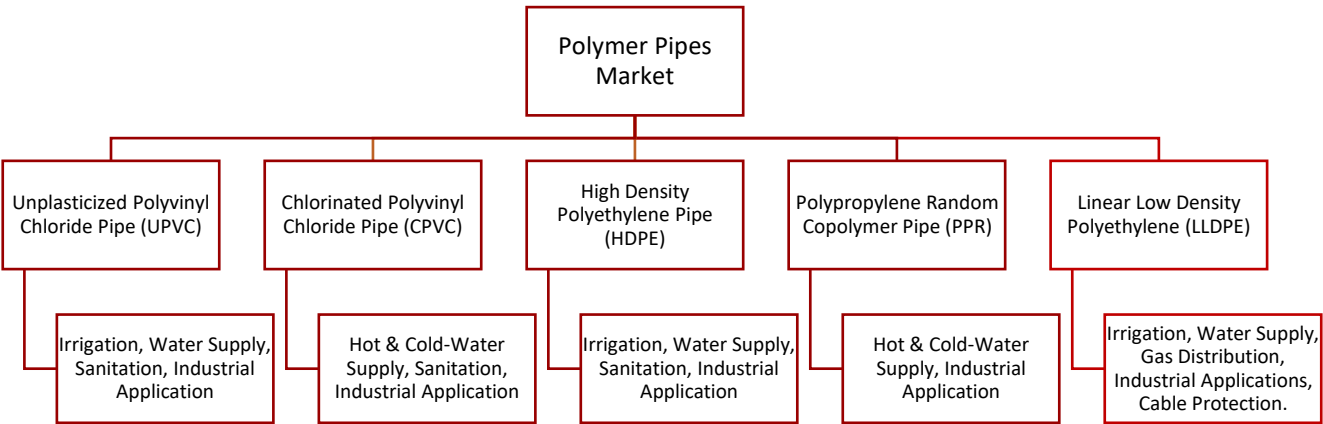 Polymer Pipes
Market
Unplasticized Polyvinyl
Chloride Pipe (UPVC)
Chlorinated Polyvinyl
Chloride Pipe (CPVC)
High Density
Polyethylene Pipe
(HDPE)
Polypropylene Random
Copolymer Pipe (PPR)
Linear Low Density
Polyethylene (LLDPE)
Irrigation, Water Supply,
Sanitation, Industrial
Application
Hot & Cold-Water
Supply, Sanitation,
Industrial Application
Irrigation, Water Supply,
Sanitation, Industrial
Application
Hot & Cold-Water
Supply, Industrial
Application
Irrigation, Water Supply,
Gas Distribution,
Industrial Applications,
Cable Protection.